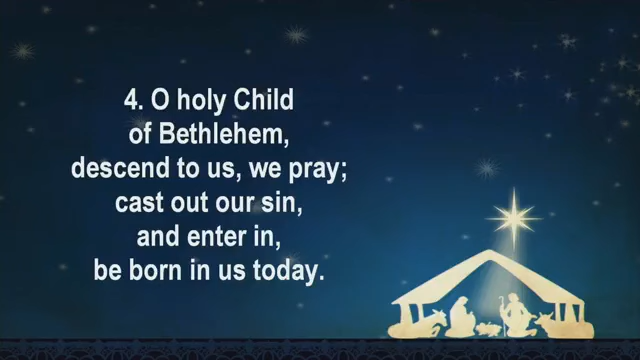 4. O holy Child
of Bethlehem,
descend to us, we pray;
cast out our sin,
and enter in,
be born in us today.